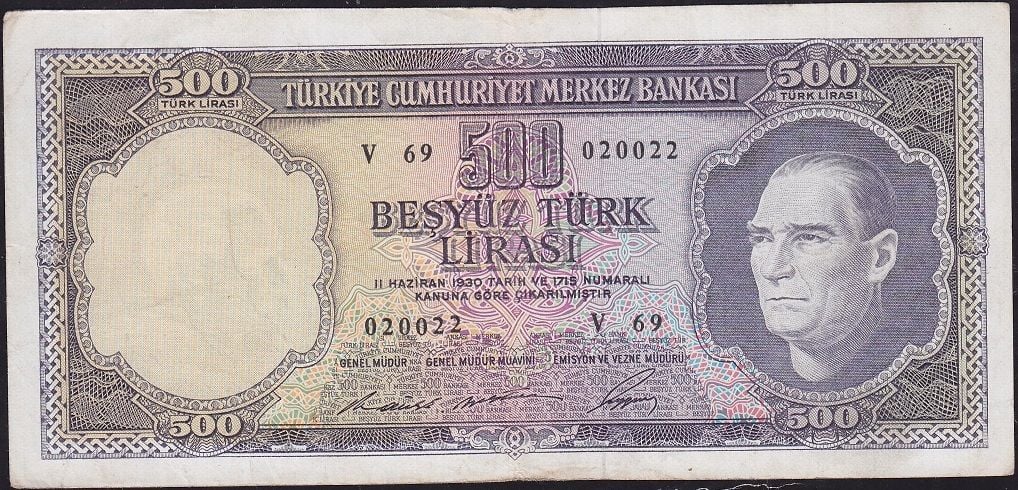 500
TÜRK LİRASI
TÜRKİYE CUMHURİYET MERKEZ BANKASI
500
TÜRK LİRASI
V 69
500
020022
BEŞYÜZ TÜRK
LİRASI
11 HAZİRAN 1930 TARİH VE 1715 NUMARALI
KANUNA GÖRE ÇIKARILMIŞTIR
020022
V 69
GENEL MÜDÜR
GENEL MÜDÜR MUAVİNİ
EMİSYON VE VEZNE MÜDÜRÜ
500
500